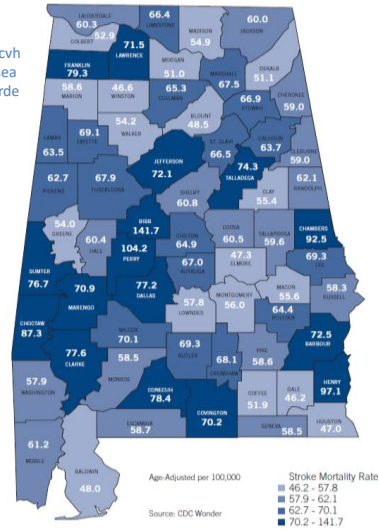 LAUDERDALE
60.3
LIMESTONE
66.4
MADISON
54.9
JACKSON
60.0
COLBERT
52.9
cvh
sea
rde
FRANKLIN
79.3
LAWRENCE
71.5
MORGAN
51.0
MARSHALL
67.5
DEKALB
51.1
MARION
58.6
WINSTON
46.6
CULLMAN
65.3
ETOWAH
66.9
CHEROKEE
59.0
LAMAR
63.5
FAYETTE
69.1
WALKER
54.2
BLOUNT
48.5
ST. CLAIR
66.5
CALHOUN
63.7
CLEBURNE
59.0
JEFFERSON
72.1
TALLADEGA
74.3
PICKENS
62.7
TUSCALOOSA
67.9
SHELBY
60.8
CLAY
55.4
RANDOLPH
62.1
GREENE
54.0
HALE
60.4
BIBB
141.7
CHILTON
64.9
COOSA
60.5
TALLAPOOSA
59.6
CHAMBERS
92.5
SUMTER
76.7
PERRY
104.2
AUTAUGA
67.0
ELMORE
47.3
LEE
69.3
MARENGO
70.9
DALLAS
77.2
LOWNDES
57.8
MONTGOMERY
56.0
MACON
55.6
RUSSELL
58.3
CHOCTAW
87.3
WILCOX
70.1
BULLOCK
64.4
BARBOUR
72.5
CLARKE
77.6
MONROE
58.5
BUTLER
69.3
CRENSHAW
68.1
PIKE
58.6
HENRY
97.1
WASHINGTON
57.9
CONECUH
78.4
COVINGTON
70.2
COFFEE
51.9
DALE
46.2
ESCAMBIA
58.7
GENEVA
58.5
HOUSTON
47.0
MOBILE
61.2
BALDWIN
48.0
Age-Adjusted per 100,000
Source: CDC Wonder
Stroke Mortality Rate
46.2 - 57.8
57.9 - 62.1
62.7 - 70.1
70.2 - 141.7